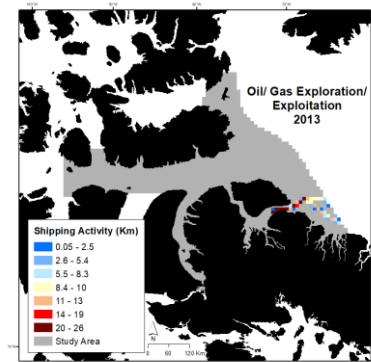 Oil/ Gas Exploration/
Exploitation
2013
Shipping Activity (Km)
0.05 - 2.5
2.6 - 5.4
5.5 - 8.3
8.4 - 10
11 - 13
14 - 19
20 - 26
Study Area
N
0 30 60 120 Km